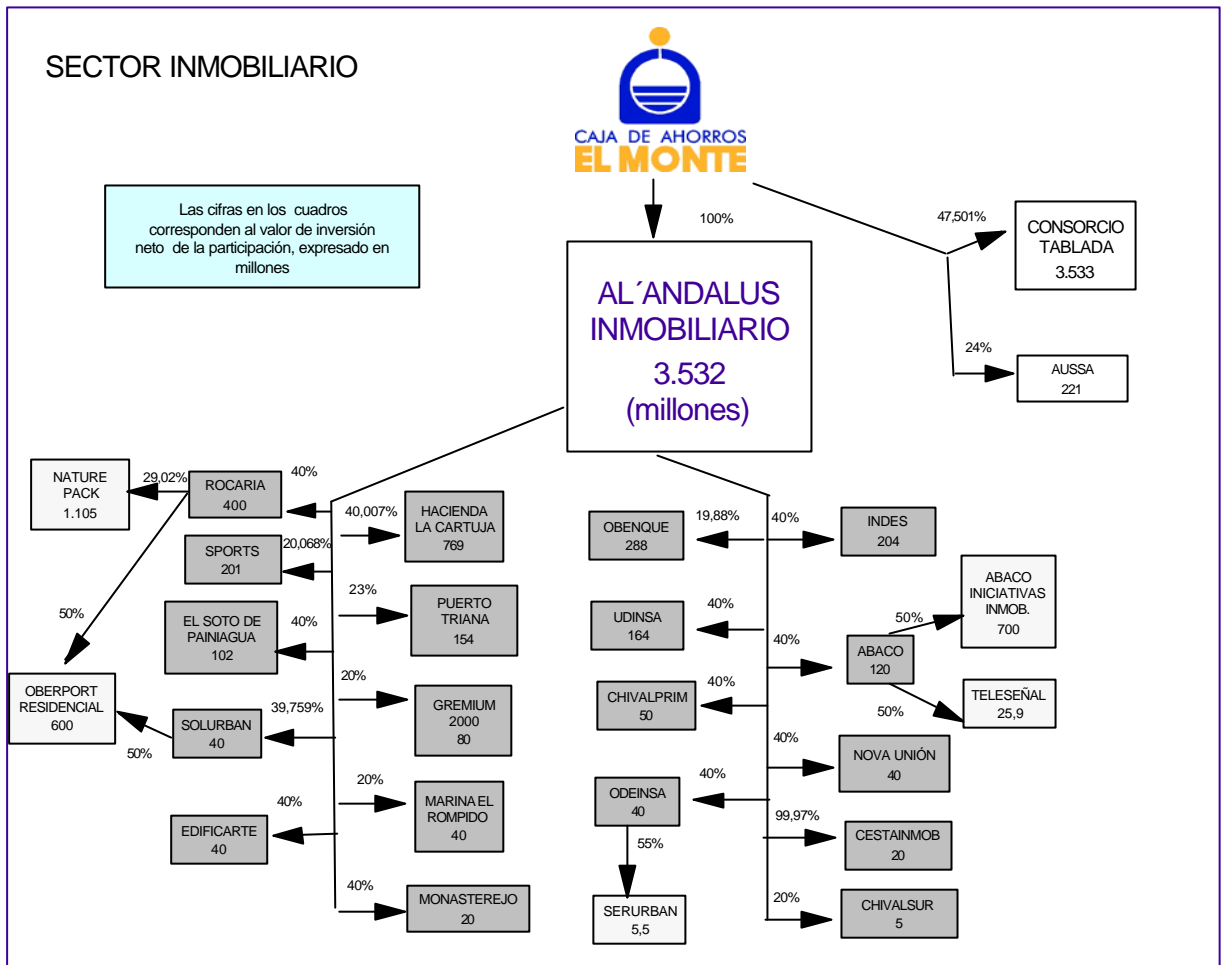 SECTOR INMOBILIARIO
CAJA DE AHORROS
EL MONTE
Las cifras en los cuadros
corresponden al valor de inversión
neto de la participación, expresado en
millones
100%
47,501%
CONSORCIO
TABLADA
3.533
24%
AUSSA
221
AL´ANDALUS
INMOBILIARIO
3.532
(millones)
NATURE
PACK
1.105
29,02%
ROCARIA
400
40%
40,007%
HACIENDA
LA CARTUJA
769
SPORTS
201
20,068%
23%
PUERTO
TRIANA
154
50%
EL SOTO DE
PAINIAGUA
102
40%
20%
GREMIUM
2000
80
OBERPORT
RESIDENCIAL
600
50%
SOLURBAN
40
39,759%
20%
MARINA EL
ROMPIDO
40
EDIFICARTE
40
40%
40%
MONASTEREJO
20
OBENQUE
288
19,88%
40%
INDES
204
UDINSA
164
40%
40%
ABACO
120
50%
ABACO
INICIATIVAS
INMOB.
700
50%
TELESEÑAL
25,9
CHIVALPRIM
50
40%
40%
NOVA UNIÓN
40
ODEINSA
40
40%
99,97%
CESTAINMOB
20
55%
SERURBAN
5,5
20%
CHIVALSUR
5